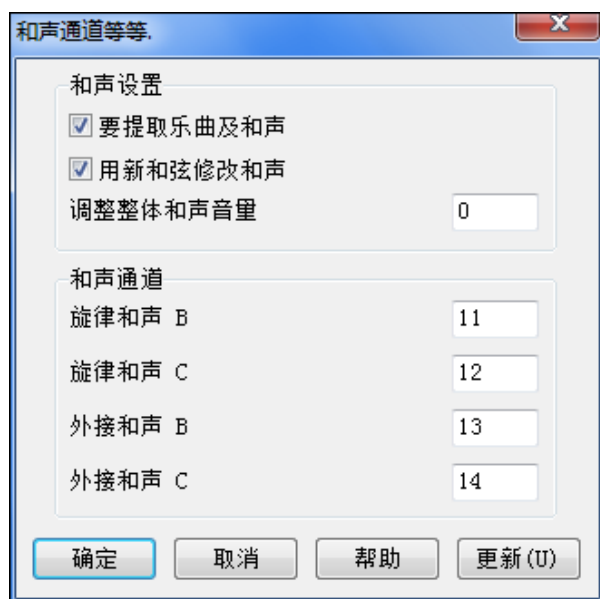 和声通道等等.
和声设置
要提取乐曲及和声
用新和弦修改和声
调整整体和声音量 0
和声通道
旋律和声 B 11
旋律和声 C 12
外接和声 B 13
外接和声 C 14
确定 取消 帮助 更新(U)